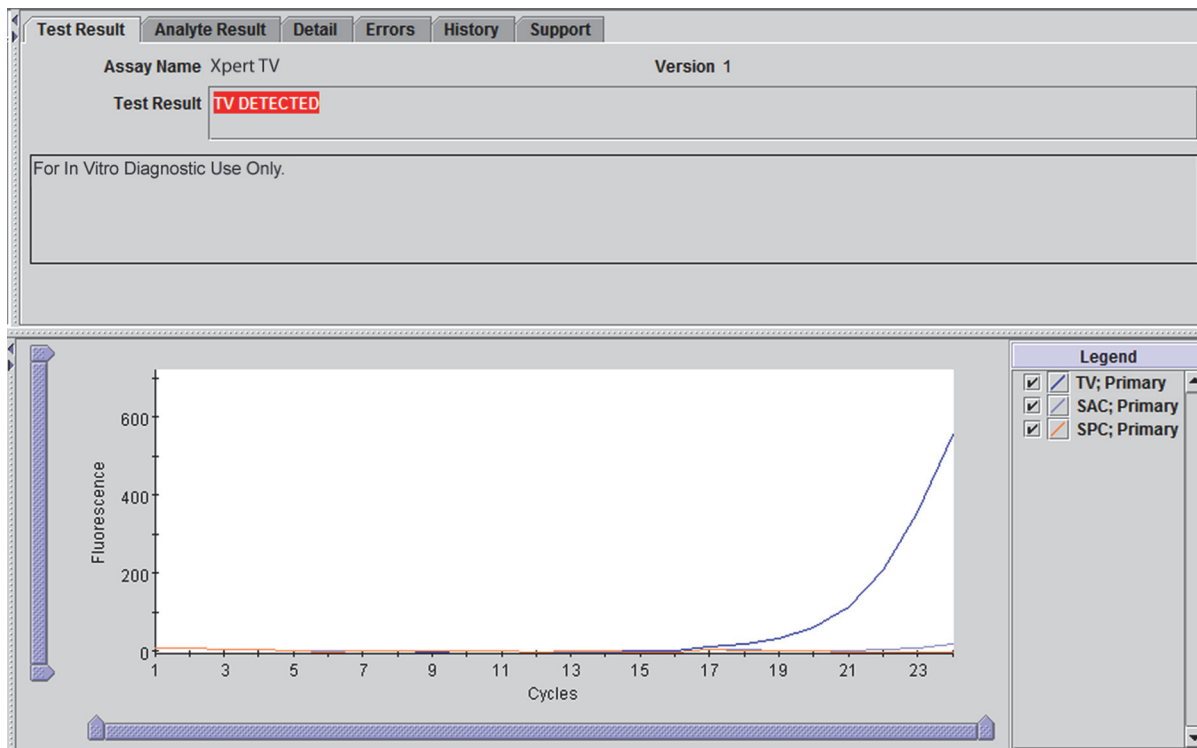 Test Result Analyte Result Detail Errors History Support
Assay Name Xpert TV Version 1
Test Result TV DETECTED
For In Vitro Diagnostic Use Only.
Legend
TV; Primary
SAC; Primary
SPC; Primary
600
400
200
0
Fluorescence
1 3 5 7 9 11 13 15 17 19 21 23
Cycles